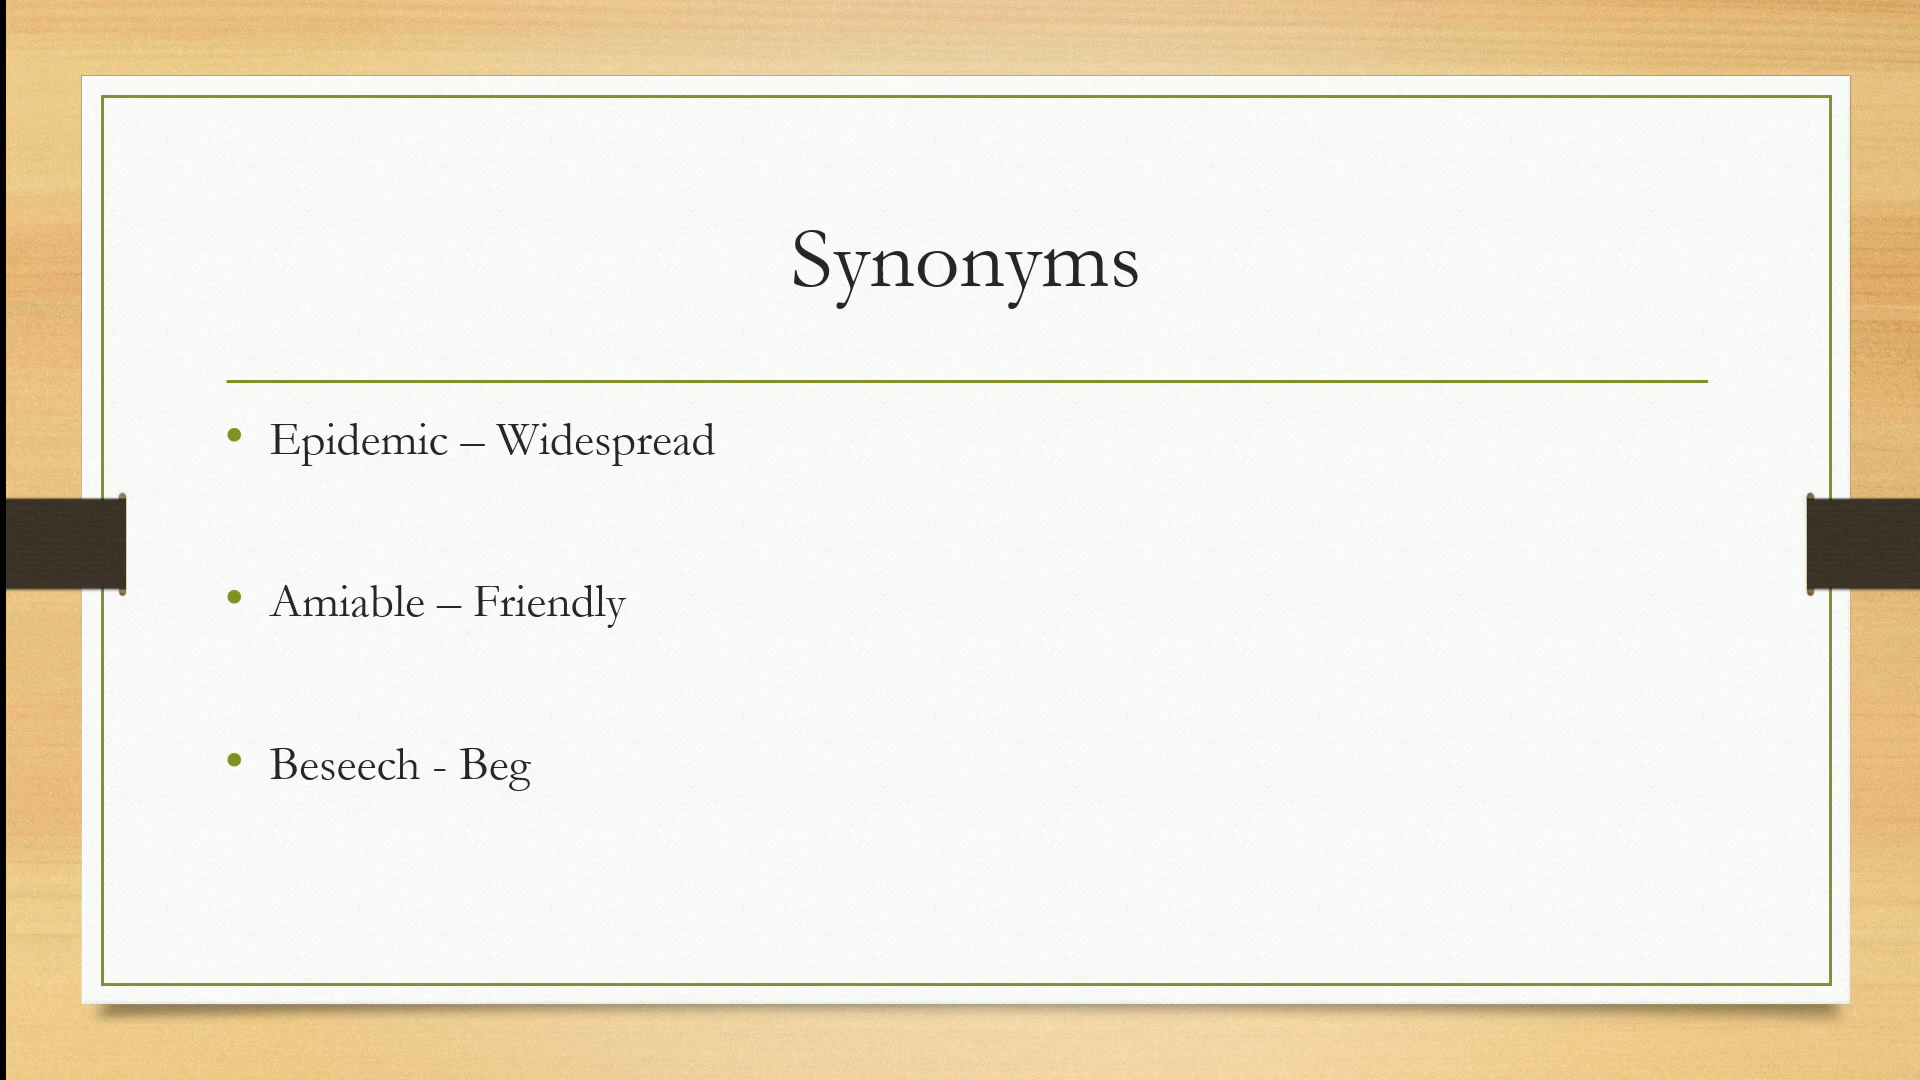 Synonyms
• Epidemic – Widespread
• Amiable – Friendly
• Beseech - Beg